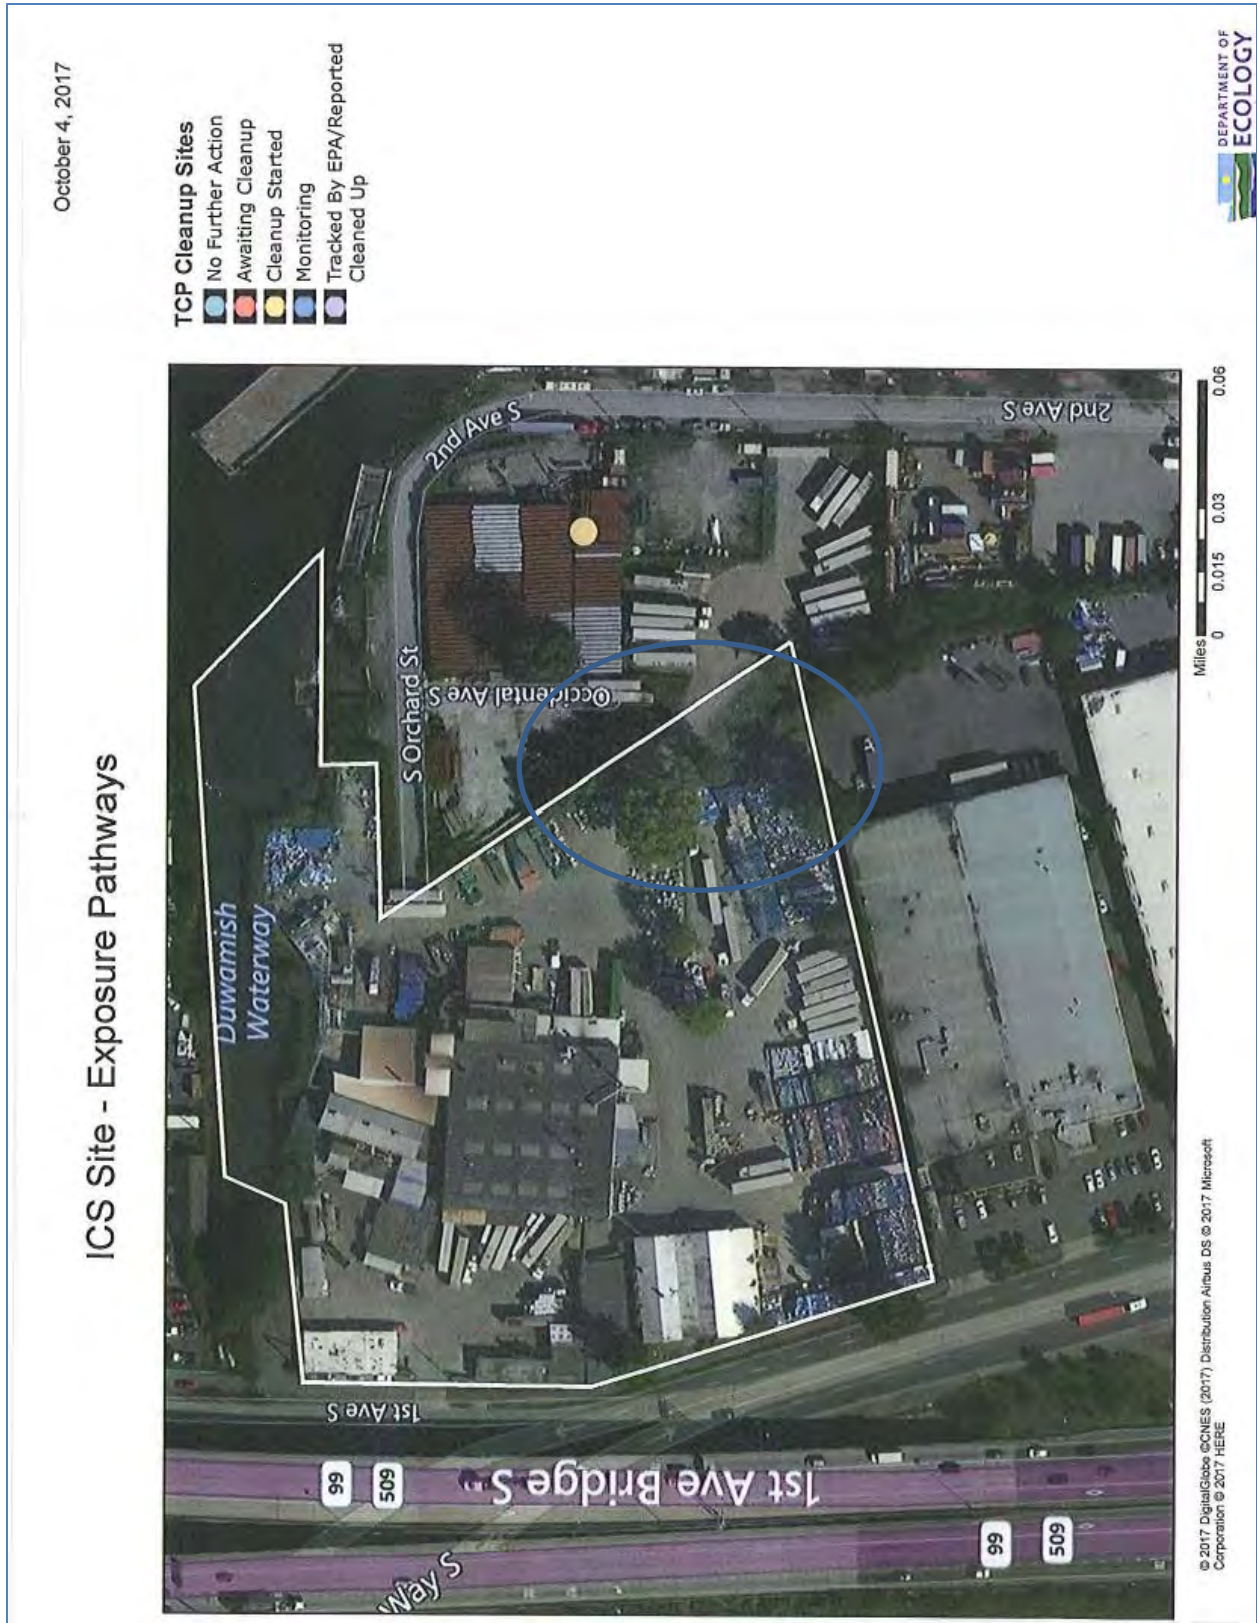 October 4, 2017
ICS Site - Exposure Pathways
TCP Cleanup Sites
No Further Action
Awaiting Cleanup
Cleanup Started
Monitoring
Tracked By EPA/Reported
Cleaned Up
Duwamish
Waterway
S Orchard St
2nd Ave S
Occidental Ave S
2nd Ave S
1st Ave S
99
509
1st Ave Bridge S
99
509
Way S
Miles
0 0.015 0.03 0.06
© 2017 DigitalGlobe ©CNES (2017) Distribution Airbus DS © 2017 Microsoft
Corporation © 2017 HERE
DEPARTMENT OF
ECOLOGY